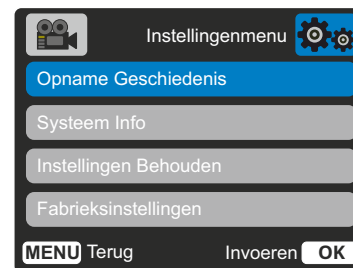 Instellingenmenu
Opname Geschiedenis
Systeem Info
Instellingen Behouden
Fabrieksinstellingen
MENU Terug Invoeren OK